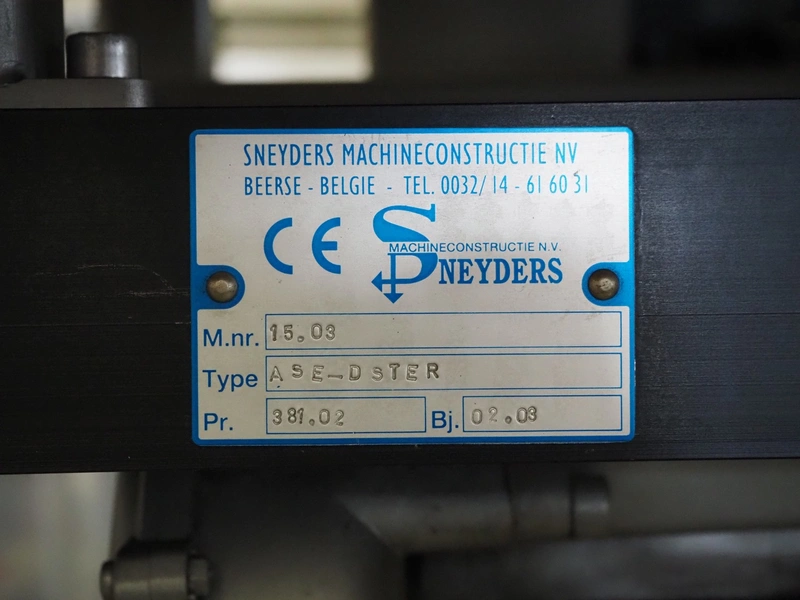 SNEYDERS MACHINECONSTRUCTIE NV
BEERSE - BELGIE - TEL. 0032/ 14 - 61 60 31
CE
MACHINECONSTRUCTIE N.V.
SNEYDERS
M.nr. 15.03
Type ASE-DSTER
Pr. 381.02 Bj. 02.03